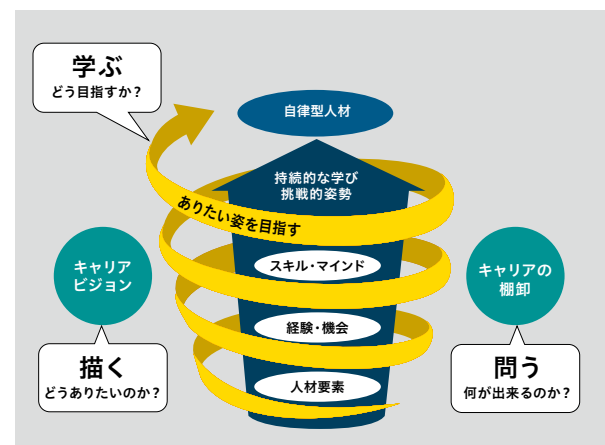 学ぶ
どう目指すか？
自律型人材
持続的な学び
挑戦的姿勢
ありたい姿を目指す
スキル・マインド
キャリア
ビジョン
キャリアの
棚卸
経験・機会
描く
どうありたいのか？
人材要素
問う
何が出来るのか？